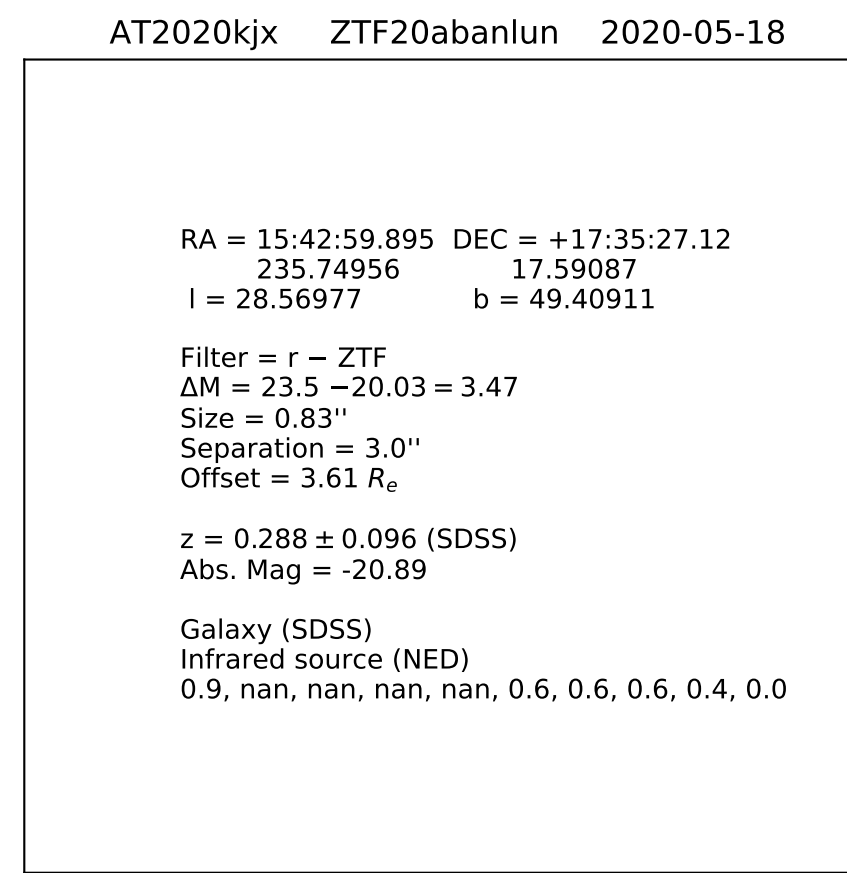 AT2020kjx ZTF20abanlun 2020-05-18
RA = 15:42:59.895 DEC = +17:35:27.12
235.74956 17.59087
l = 28.56977 b = 49.40911
Filter = r − ZTF
ΔM = 23.5 −20.03 = 3.47
Size = 0.83''
Separation = 3.0''
Offset = 3.61 Rₑ
z = 0.288 ± 0.096 (SDSS)
Abs. Mag = -20.89
Galaxy (SDSS)
Infrared source (NED)
0.9, nan, nan, nan, nan, 0.6, 0.6, 0.6, 0.4, 0.0